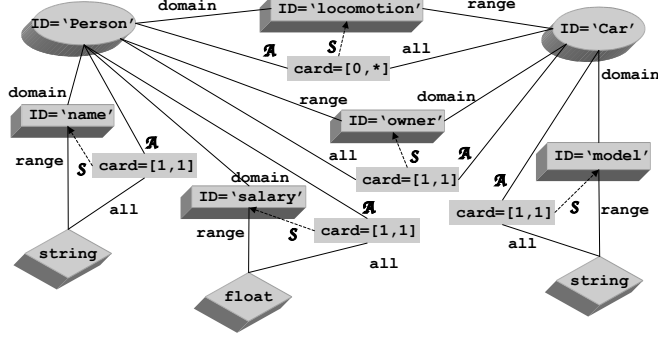 domain
ID='locomotion'
range
ID='Person'
ID='Car'
A
S
all
card=[0,*]
domain
range
domain
domain
ID='name'
ID='owner'
A
S
A
range
S
card=[1,1]
all
card=[1,1]
ID='model'
A
domain
ID='salary'
A
card=[1,1]
S
range
all
range
S
card=[1,1]
all
string
all
float
string